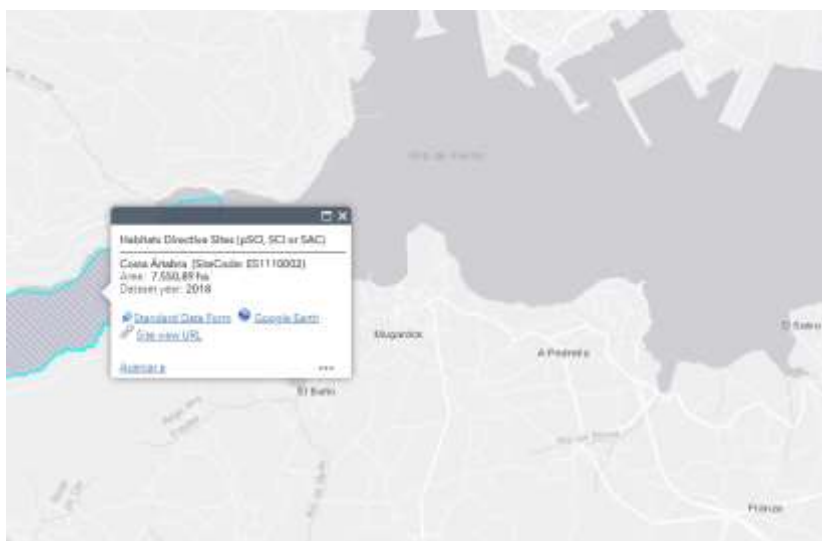 Habitats Directive Sites (pSCI, SCI or SAC)
Costa Ártabra (SiteCode: ES1110002)
Area: 7.550,89 ha
Dataset year: 2018
Standard Data Form Google Earth
Site view URL
Acercar a
•••
Mugardos
A Pedreira
El Baño